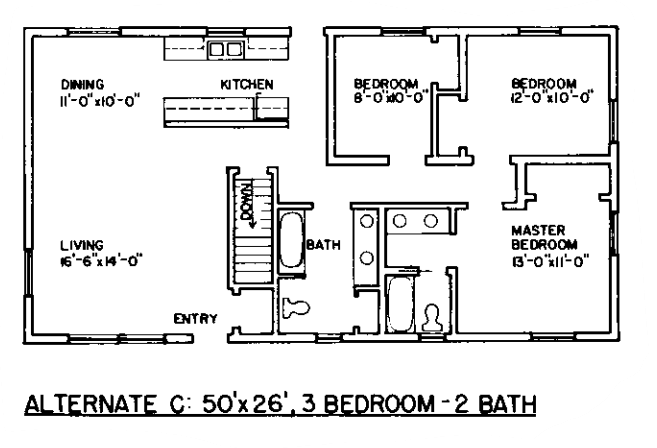 DINING
11'-0"x10'-0"
KITCHEN
BEDROOM
8'-0"x10'-0"
BEDROOM
12'-0"x10'-0"
DOWN
LIVING
16'-6"x14'-0"
BATH
MASTER
BEDROOM
13'-0"x11'-0"
ENTRY
ALTERNATE C: 50'x26', 3 BEDROOM - 2 BATH